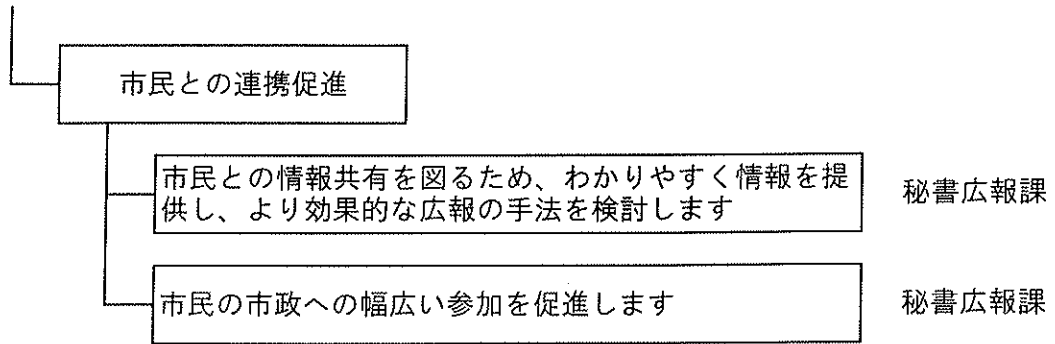 市民との連携促進
市民との情報共有を図るため、わかりやすく情報を提
供し、より効果的な広報の手法を検討します
秘書広報課
市民の市政への幅広い参加を促進します
秘書広報課